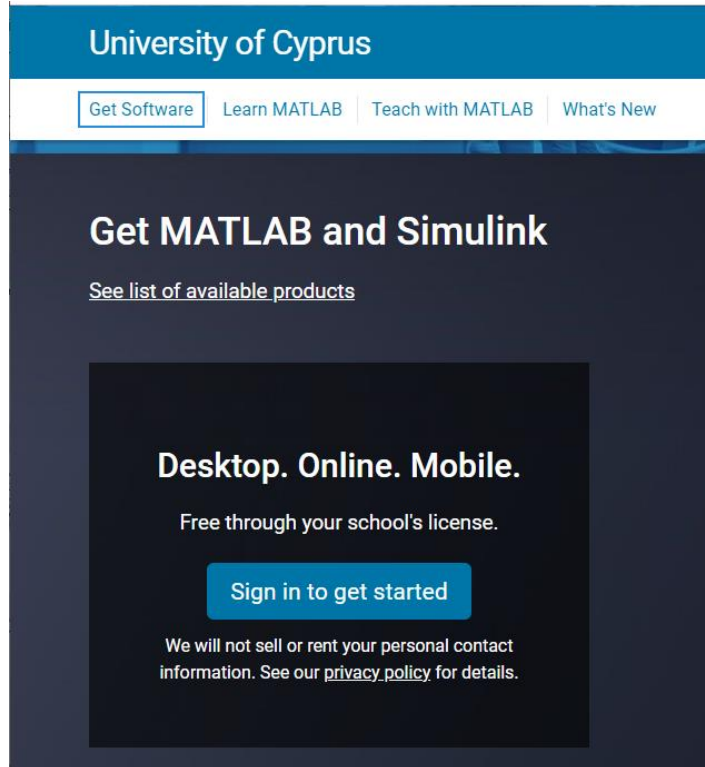 University of Cyprus
Get Software Learn MATLAB Teach with MATLAB What's New
Get MATLAB and Simulink
See list of available products
Desktop. Online. Mobile.
Free through your school's license.
Sign in to get started
We will not sell or rent your personal contact
information. See our privacy policy for details.